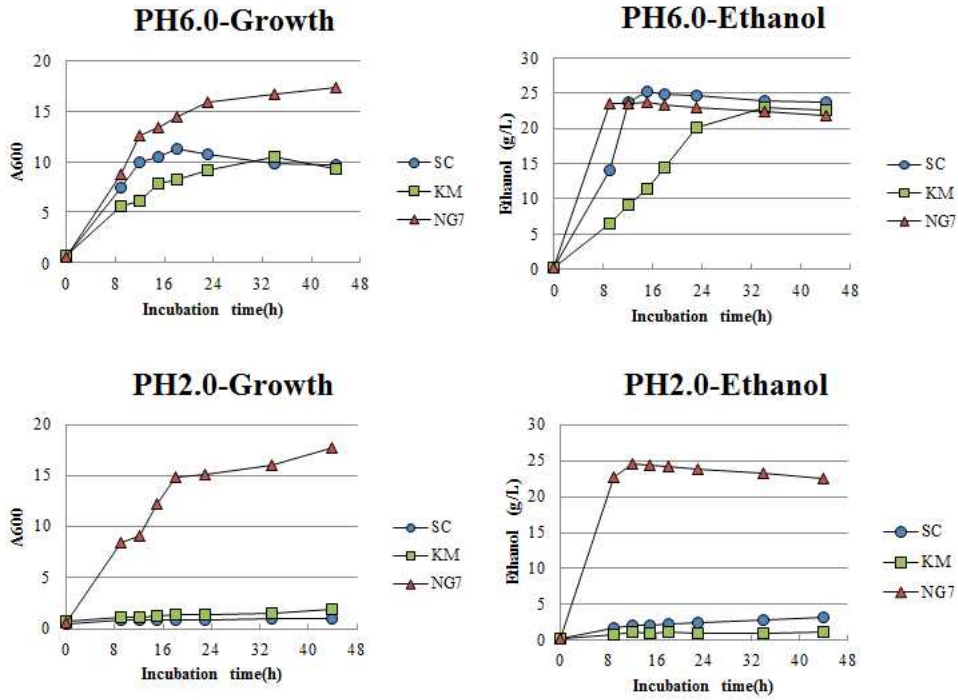 PH6.0-Growth
20
15
10
5
0
A600
0 8 16 24 32 40 48
Incubation time(h)
SC
KM
NG7
PH6.0-Ethanol
30
25
20
15
10
5
0
Ethanol (g/L)
0 8 16 24 32 40 48
Incubation time(h)
SC
KM
NG7
PH2.0-Growth
20
15
10
5
0
A600
0 8 16 24 32 40 48
Incubation time(h)
SC
KM
NG7
PH2.0-Ethanol
30
25
20
15
10
5
0
Ethanol (g/L)
0 8 16 24 32 40 48
Incubation time(h)
SC
KM
NG7